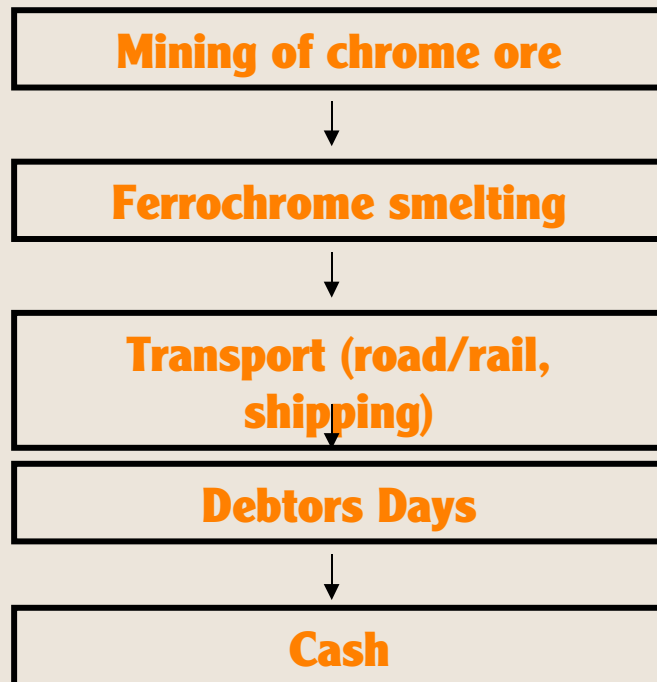 Mining of chrome ore
Ferrochrome smelting
Transport (road/rail,
shipping)
Debtors Days
Cash